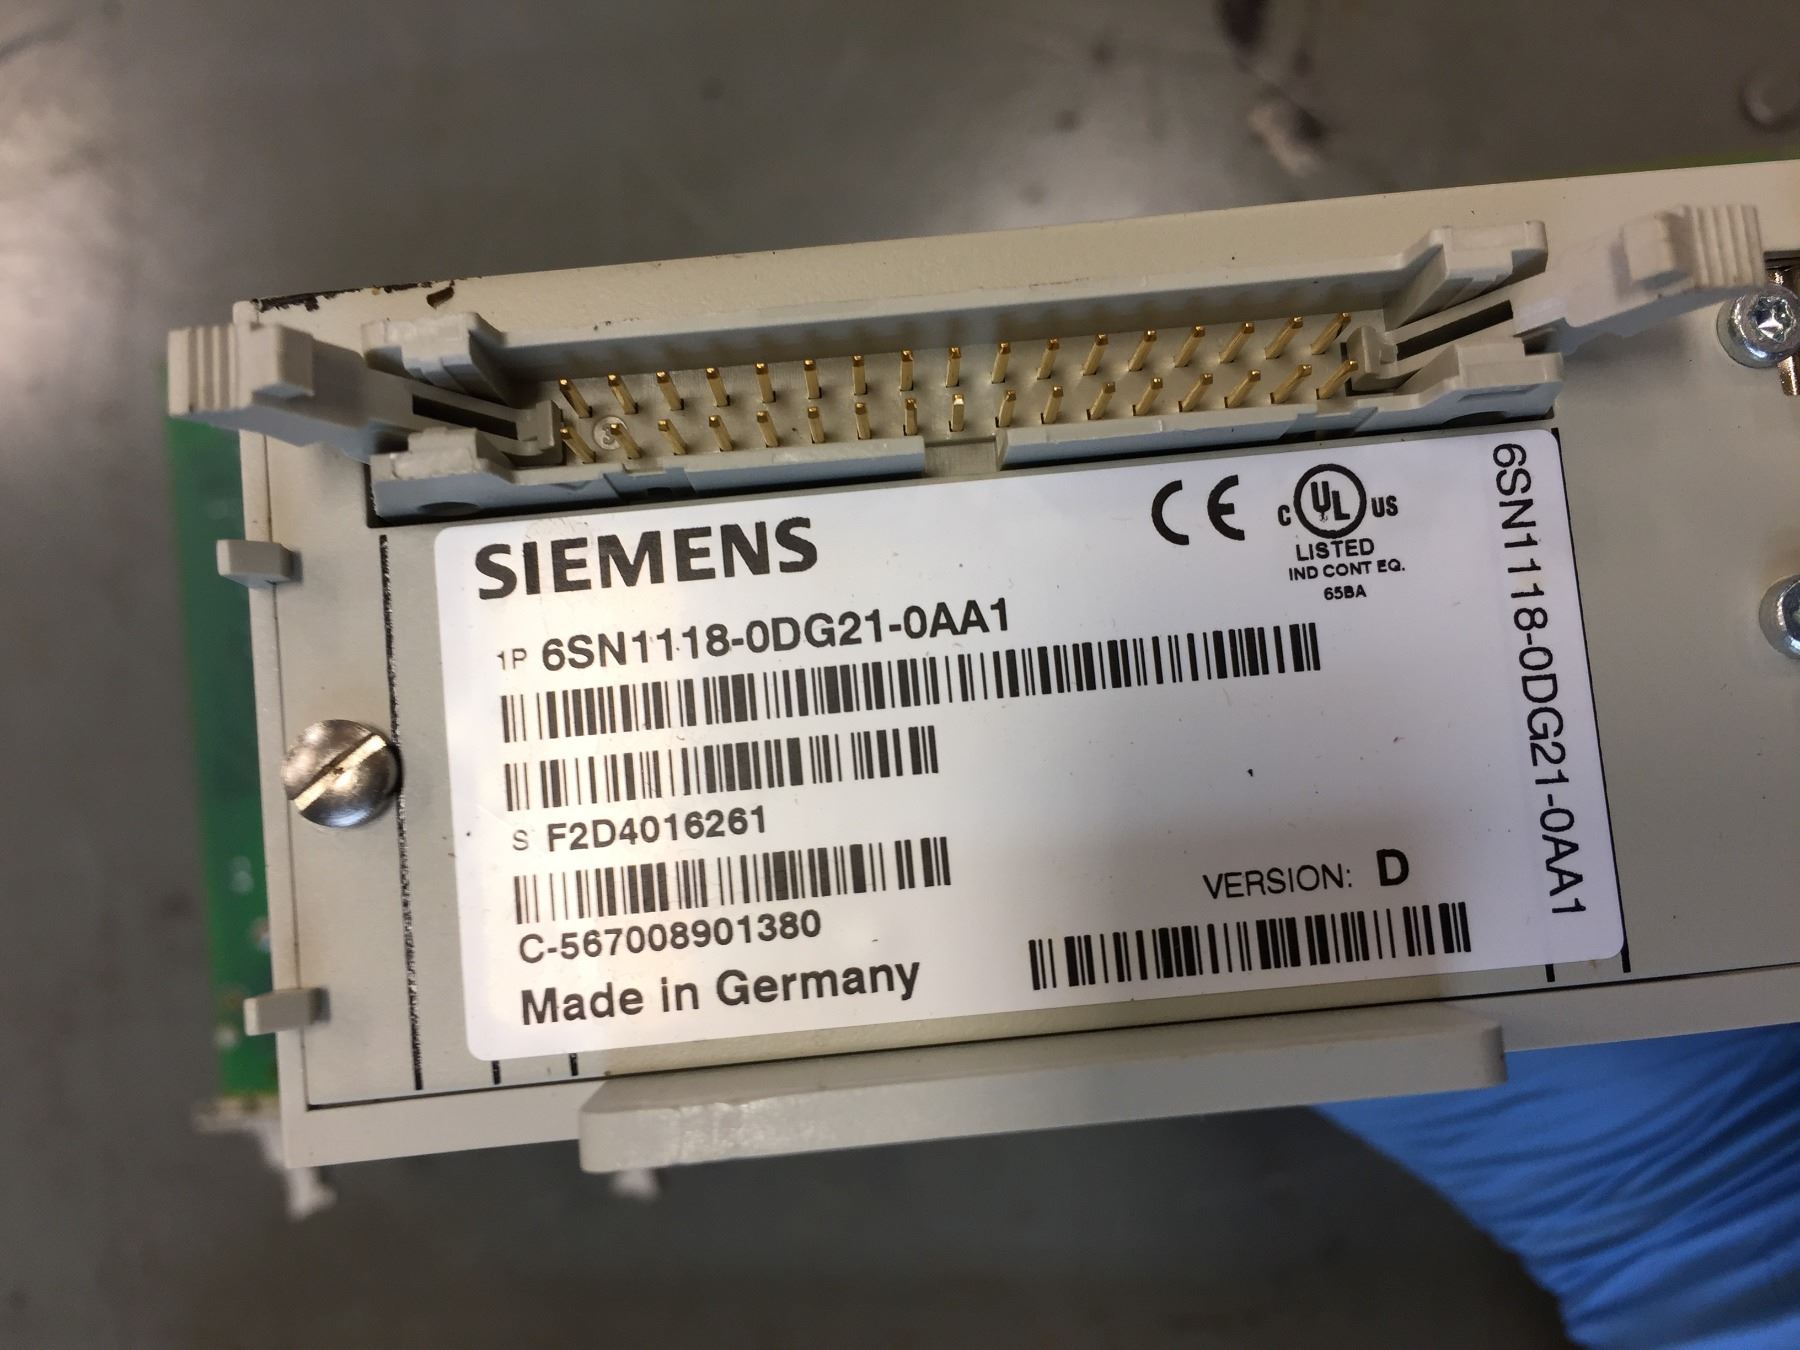 SIEMENS
CE
C UL US
LISTED
IND CONT EQ.
65BA
1P 6SN1118-0DG21-0AA1
S F2D4016261
C-567008901380
VERSION: D
Made in Germany
6SN1118-0DG21-0AA1